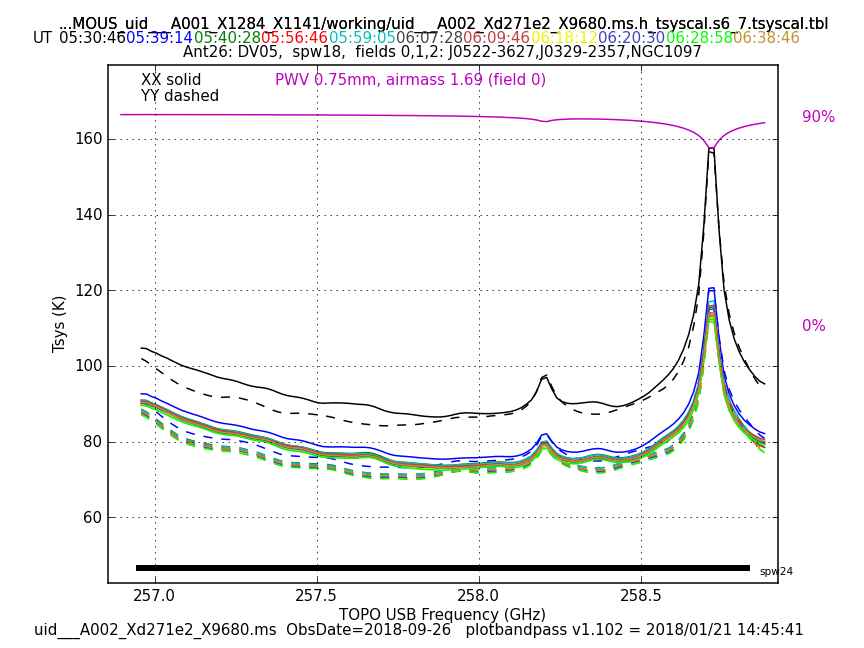 ...MOUS_uid___A001_X1284_X1141/working/uid___A002_Xd271e2_X9680.ms.h_tsyscal.s6_7.tsyscal.tbl
UT 05:30:46 05:39:14 05:40:28 05:56:46 05:59:05 06:07:28 06:09:46 06:18:12 06:20:30 06:28:58 06:38:46
Ant26: DV05,  spw18,  fields 0,1,2: J0522-3627,J0329-2357,NGC1097
XX solid
PWV 0.75mm, airmass 1.69 (field 0)
YY dashed
90%
160
140
120
0%
Tsys (K)
100
80
60
spw24
257.0 257.5 258.0 258.5
TOPO USB Frequency (GHz)
uid___A002_Xd271e2_X9680.ms  ObsDate=2018-09-26   plotbandpass v1.102 = 2018/01/21 14:45:41